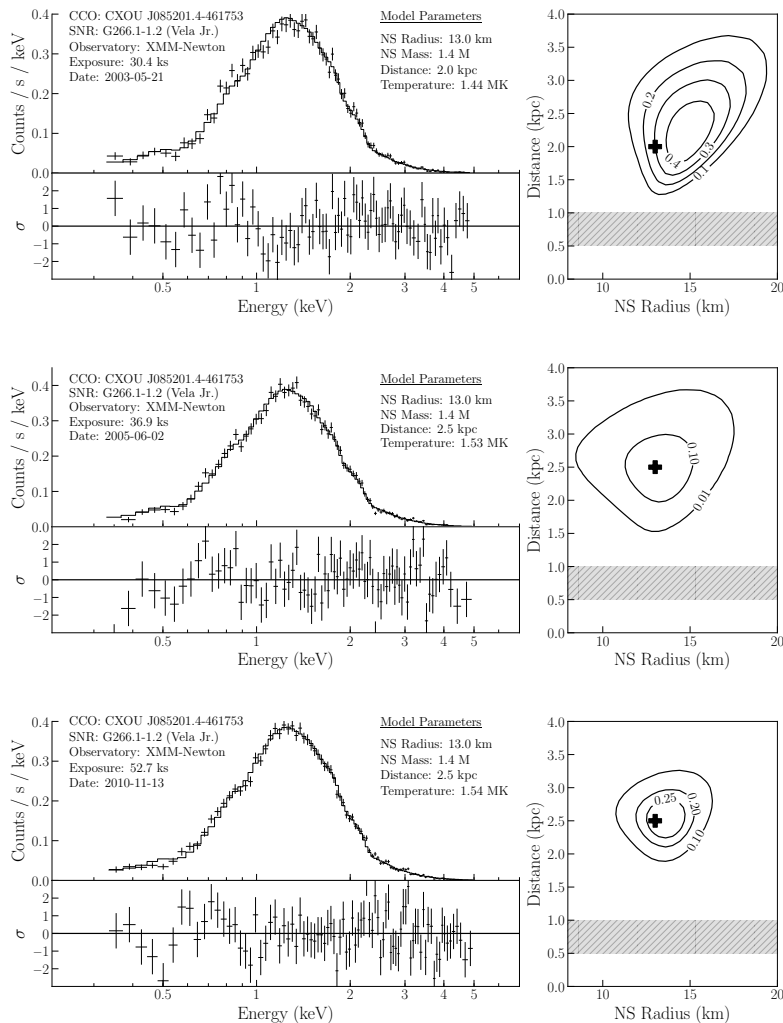 CCO: CXOU J085201.4-461753
SNR: G266.1-1.2 (Vela Jr.)
Observatory: XMM-Newton
Exposure: 30.4 ks
Date: 2003-05-21
Model Parameters
NS Radius: 13.0 km
NS Mass: 1.4 M
Distance: 2.0 kpc
Temperature: 1.44 MK
Counts / s / keV
0.4
0.3
0.2
0.1
0.0
σ
2
1
0
−1
−2
0.5 1 2 3 4 5
Energy (keV)
Distance (kpc)
4.0
3.5
3.0
2.5
2.0
1.5
1.0
0.5
0.0
0.2
0.4
0.3
0.1
10 15 20
NS Radius (km)
CCO: CXOU J085201.4-461753
SNR: G266.1-1.2 (Vela Jr.)
Observatory: XMM-Newton
Exposure: 36.9 ks
Date: 2005-06-02
Model Parameters
NS Radius: 13.0 km
NS Mass: 1.4 M
Distance: 2.5 kpc
Temperature: 1.53 MK
Counts / s / keV
0.4
0.3
0.2
0.1
0.0
σ
2
1
0
−1
−2
0.5 1 2 3 4 5
Energy (keV)
Distance (kpc)
4.0
3.5
3.0
2.5
2.0
1.5
1.0
0.5
0.0
0.10
0.01
10 15 20
NS Radius (km)
CCO: CXOU J085201.4-461753
SNR: G266.1-1.2 (Vela Jr.)
Observatory: XMM-Newton
Exposure: 52.7 ks
Date: 2010-11-13
Model Parameters
NS Radius: 13.0 km
NS Mass: 1.4 M
Distance: 2.5 kpc
Temperature: 1.54 MK
Counts / s / keV
0.4
0.3
0.2
0.1
0.0
σ
2
1
0
−1
−2
0.5 1 2 3 4 5
Energy (keV)
Distance (kpc)
4.0
3.5
3.0
2.5
2.0
1.5
1.0
0.5
0.0
0.25
0.20
0.10
10 15 20
NS Radius (km)